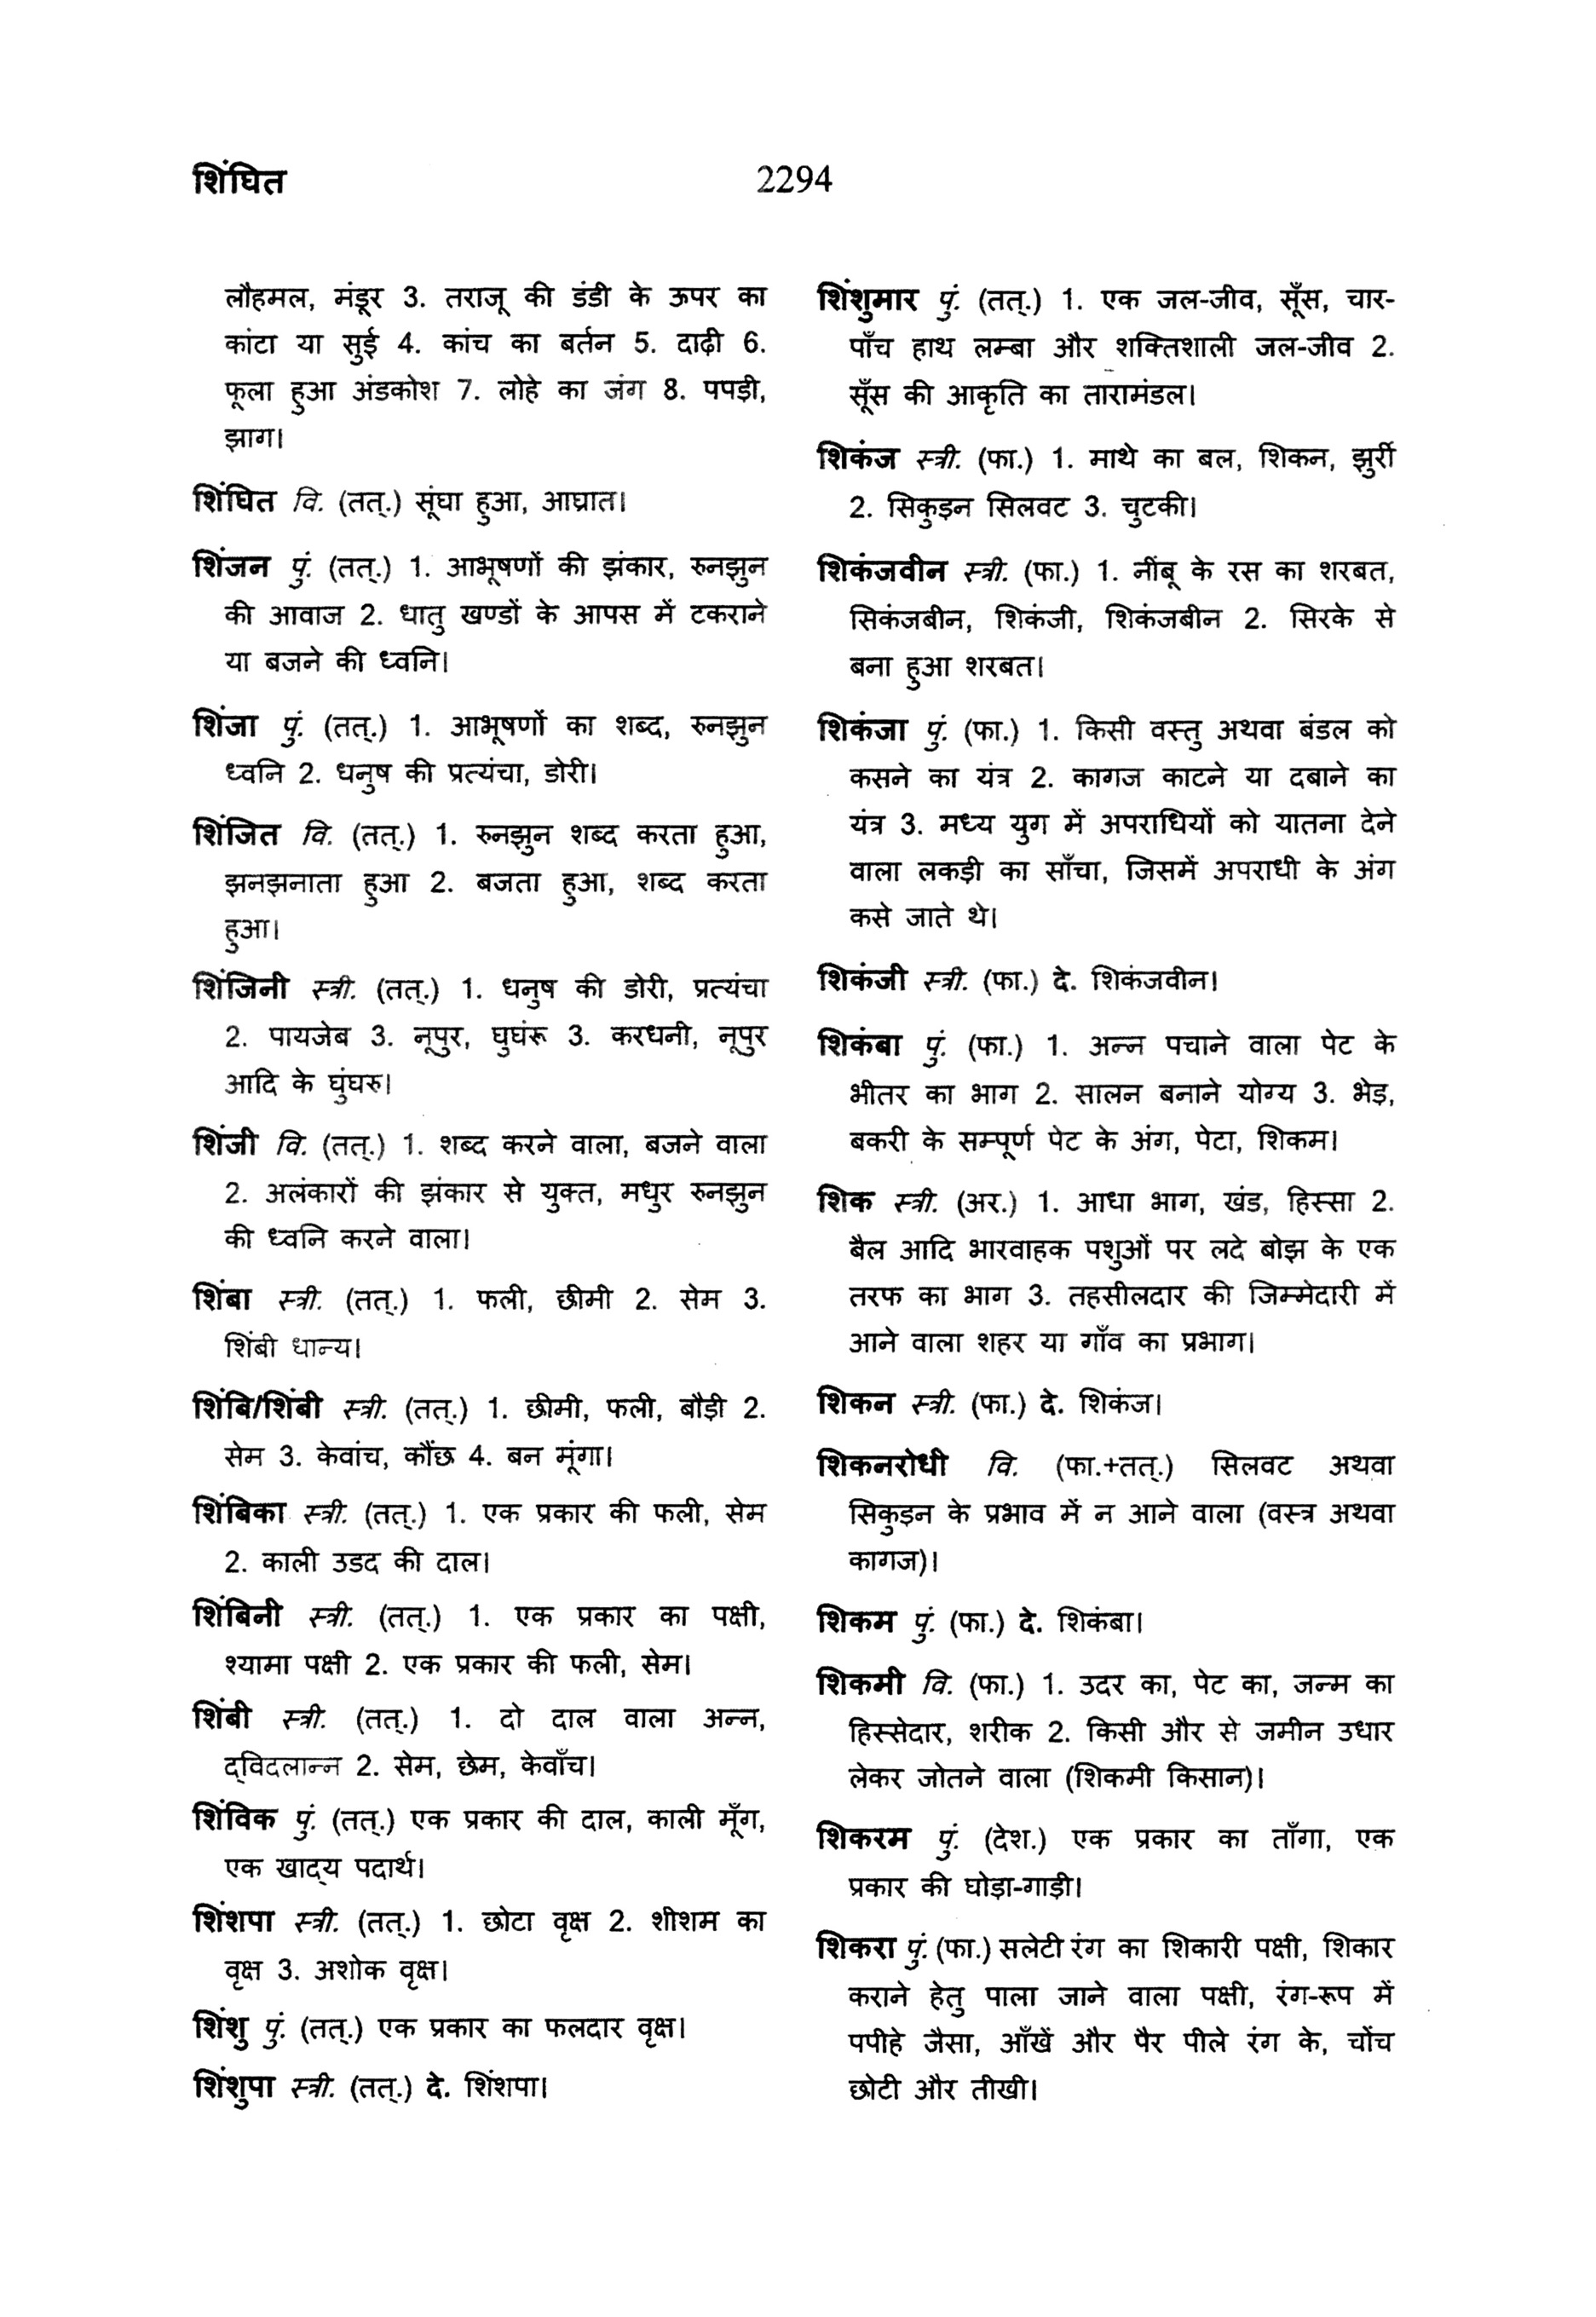 शिंघित
2294
लौहमल, मंडूर 3. तराजू की डंडी के ऊपर का
कांटा या सुई 4. कांच का बर्तन 5. दाढ़ी 6.
फूला हुआ अंडकोश 7. लोहे का जंग 8. पपड़ी,
झाग।
शिंघित वि. (तत्.) सूंघा हुआ, आघ्रात।
शिंजन पुं. (तत्.) 1. आभूषणों की झंकार, रुनझुन
की आवाज 2. धातु खण्डों के आपस में टकराने
या बजने की ध्वनि।
शिंजा पुं. (तत्.) 1. आभूषणों का शब्द, रुनझुन
ध्वनि 2. धनुष की प्रत्यंचा, डोरी।
शिंजित वि. (तत्.) 1. रुनझुन शब्द करता हुआ,
झनझनाता हुआ 2. बजता हुआ, शब्द करता
हुआ।
शिंजिनी स्त्री. (तत्.) 1. धनुष की डोरी, प्रत्यंचा
2. पायजेब 3. नूपुर, घुघंरू 3. करधनी, नूपुर
आदि के घुंघरु।
शिंजी वि. (तत्.) 1. शब्द करने वाला, बजने वाला
2. अलंकारों की झंकार से युक्त, मधुर रुनझुन
की ध्वनि करने वाला।
शिंबा स्त्री. (तत्.) 1. फली, छीमी 2. सेम 3.
शिंबी धान्य।
शिंबि/शिंबी स्त्री. (तत्.) 1. छीमी, फली, बौड़ी 2.
सेम 3. केवांच, कौंछ 4. बन मूंगा।
शिंबिका स्त्री. (तत्.) 1. एक प्रकार की फली, सेम
2. काली उडद की दाल।
शिंबिनी स्त्री. (तत्.) 1. एक प्रकार का पक्षी,
श्यामा पक्षी 2. एक प्रकार की फली, सेम।
शिंबी स्त्री. (तत्.) 1. दो दाल वाला अन्न,
द्विदलान्न 2. सेम, छेम, केवाँच।
शिंविक पुं. (तत्.) एक प्रकार की दाल, काली मूँग,
एक खाद्य पदार्थ।
शिंशपा स्त्री. (तत्.) 1. छोटा वृक्ष 2. शीशम का
वृक्ष 3. अशोक वृक्ष।
शिंशु पुं. (तत्.) एक प्रकार का फलदार वृक्ष।
शिंशुपा स्त्री. (तत्.) दे. शिंशपा।
शिंशुमार पुं. (तत्.) 1. एक जल-जीव, सूँस, चार-
पाँच हाथ लम्बा और शक्तिशाली जल-जीव 2.
सूँस की आकृति का तारामंडल।
शिकंज स्त्री. (फा.) 1. माथे का बल, शिकन, झुर्री
2. सिकुड़न सिलवट 3. चुटकी।
शिकंजवीन स्त्री. (फा.) 1. नींबू के रस का शरबत,
सिकंजबीन, शिकंजी, शिकंजबीन 2. सिरके से
बना हुआ शरबत।
शिकंजा पुं. (फा.) 1. किसी वस्तु अथवा बंडल को
कसने का यंत्र 2. कागज काटने या दबाने का
यंत्र 3. मध्य युग में अपराधियों को यातना देने
वाला लकड़ी का साँचा, जिसमें अपराधी के अंग
कसे जाते थे।
शिकंजी स्त्री. (फा.) दे. शिकंजवीन।
शिकंबा पुं. (फा.) 1. अन्न पचाने वाला पेट के
भीतर का भाग 2. सालन बनाने योग्य 3. भेड़,
बकरी के सम्पूर्ण पेट के अंग, पेटा, शिकम।
शिक स्त्री. (अर.) 1. आधा भाग, खंड, हिस्सा 2.
बैल आदि भारवाहक पशुओं पर लदे बोझ के एक
तरफ का भाग 3. तहसीलदार की जिम्मेदारी में
आने वाला शहर या गाँव का प्रभाग।
शिकन स्त्री. (फा.) दे. शिकंज।
शिकनरोधी वि. (फा.+तत्.) सिलवट अथवा
सिकुड़न के प्रभाव में न आने वाला (वस्त्र अथवा
कागज)।
शिकम पुं. (फा.) दे. शिकंबा।
शिकमी वि. (फा.) 1. उदर का, पेट का, जन्म का
हिस्सेदार, शरीक 2. किसी और से जमीन उधार
लेकर जोतने वाला (शिकमी किसान)।
शिकरम पुं. (देश.) एक प्रकार का ताँगा, एक
प्रकार की घोड़ा-गाड़ी।
शिकरा पुं. (फा.) सलेटी रंग का शिकारी पक्षी, शिकार
कराने हेतु पाला जाने वाला पक्षी, रंग-रूप में
पपीहे जैसा, आँखें और पैर पीले रंग के, चोंच
छोटी और तीखी।